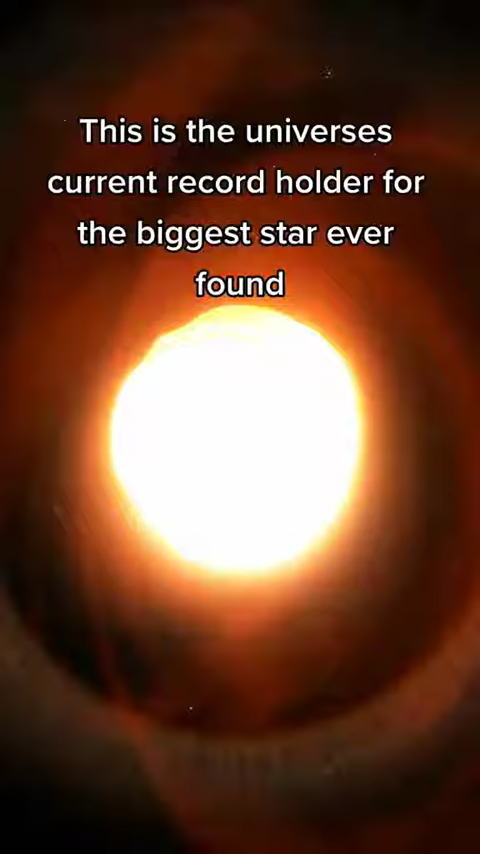 This is the universes
current record holder for
the biggest star ever
found